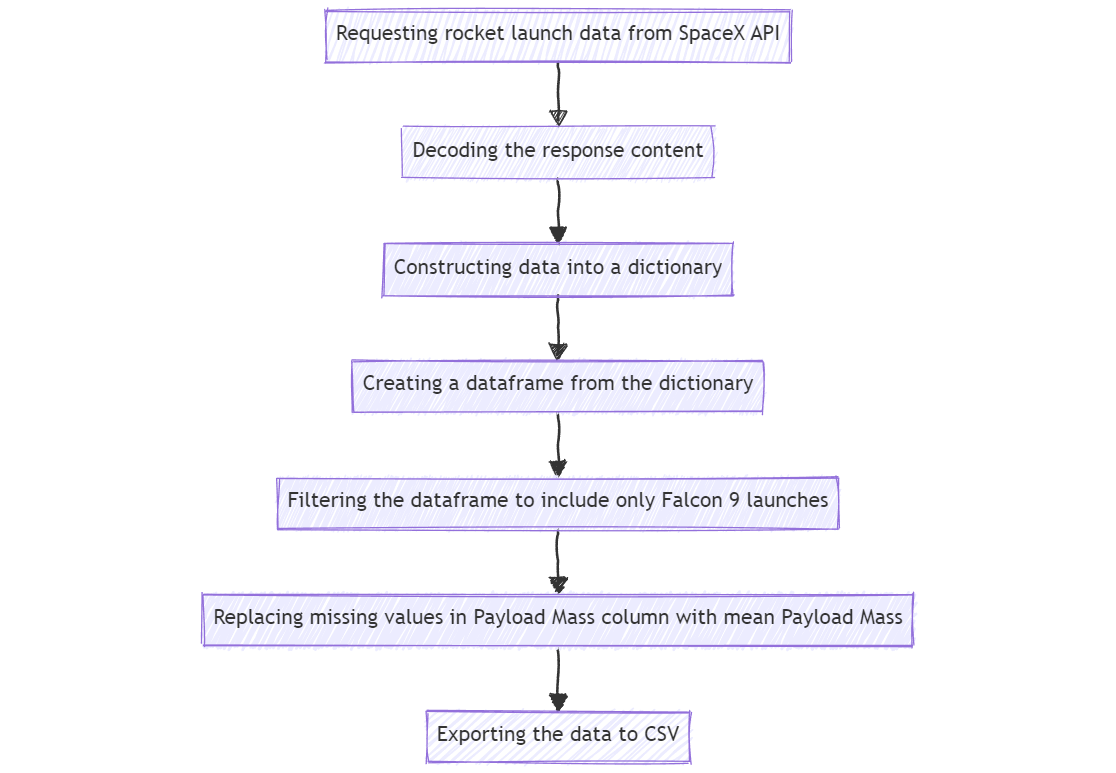 Requesting rocket launch data from SpaceX API
Decoding the response content
Constructing data into a dictionary
Creating a dataframe from the dictionary
Filtering the dataframe to include only Falcon 9 launches
Replacing missing values in Payload Mass column with mean Payload Mass
Exporting the data to CSV